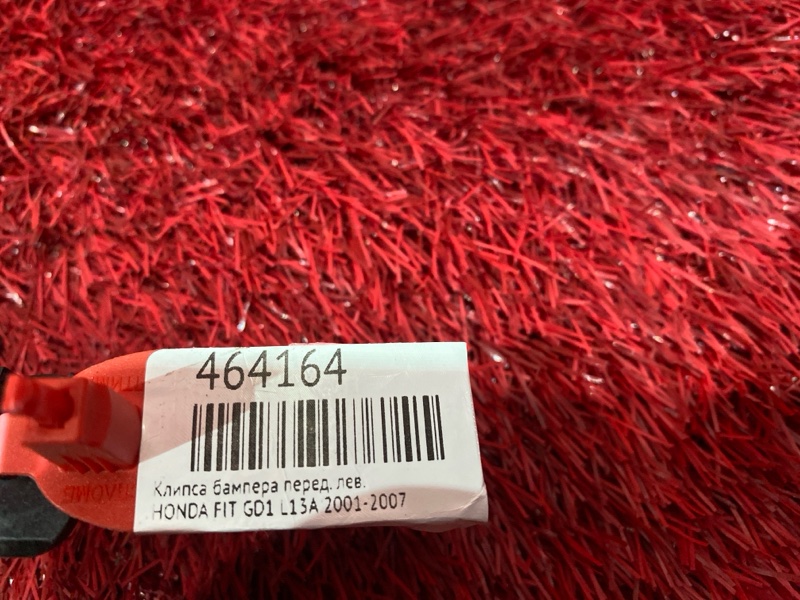 464164
Клипса бампера перед. лев.
HONDA FIT GD1 L13A 2001-2007